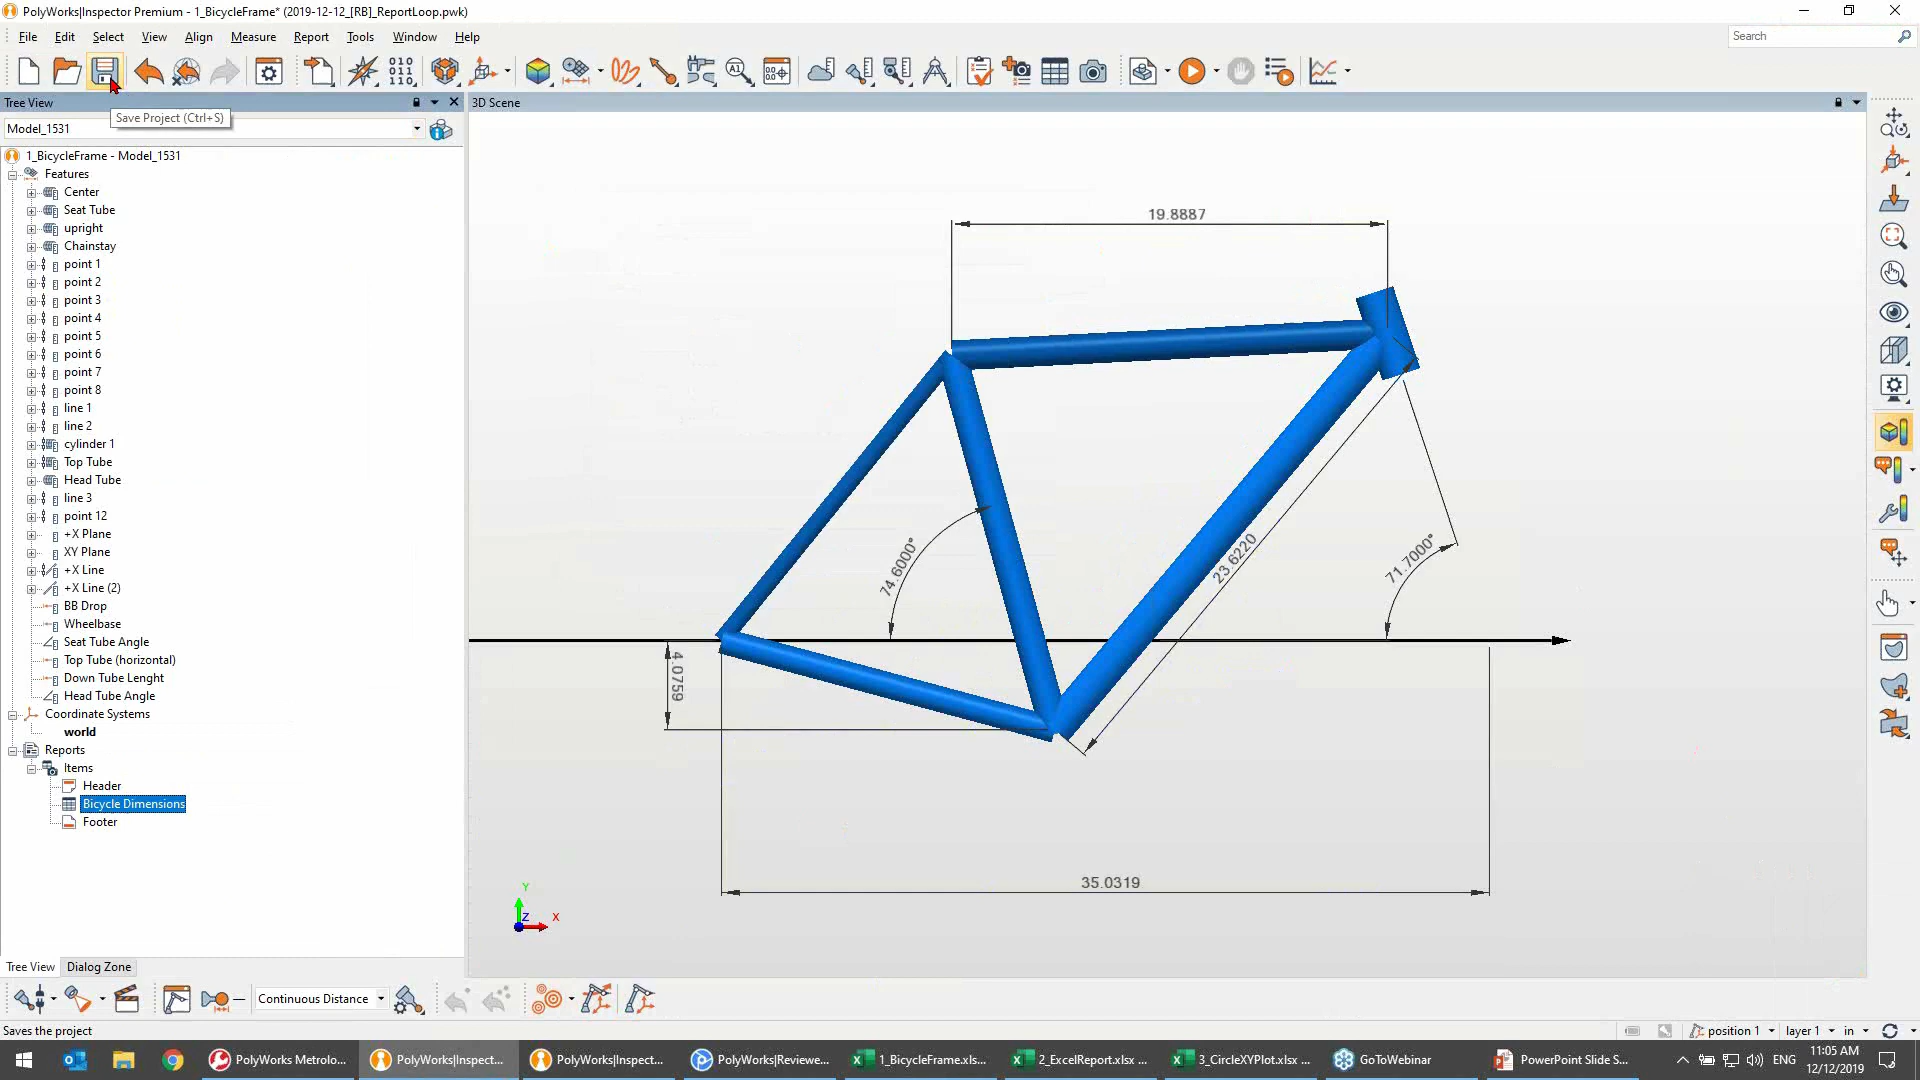 PolyWorks|Inspector Premium - 1_BicycleFrame* (2019-12-12_[RB]_ReportLoop.pwk)
File Edit Select View Align Measure Report Tools Window Help
Search
Tree View
3D Scene
Save Project (Ctrl+S)
Model_1531
1_BicycleFrame - Model_1531
Features
Center
Seat Tube
upright
Chainstay
point 1
point 2
point 3
point 4
point 5
point 6
point 7
point 8
line 1
line 2
cylinder 1
Top Tube
Head Tube
line 3
point 12
+X Plane
XY Plane
+X Line
+X Line (2)
BB Drop
Wheelbase
Seat Tube Angle
Top Tube (horizontal)
Down Tube Lenght
Head Tube Angle
Coordinate Systems
world
Reports
Items
Header
Bicycle Dimensions
Footer
19.8887
74.6000°
23.6220
71.7000°
4.0759
35.0319
Y
Z
X
Tree View Dialog Zone
Continuous Distance
Saves the project
position 1 layer 1 in
PolyWorks Metrolo... PolyWorks|Inspect... PolyWorks|Inspect... PolyWorks|Reviewe... 1_BicycleFrame.xls... 2_ExcelReport.xlsx ... 3_CircleXYPlot.xlsx ... GoToWebinar PowerPoint Slide S... ENG
11:05 AM
12/12/2019